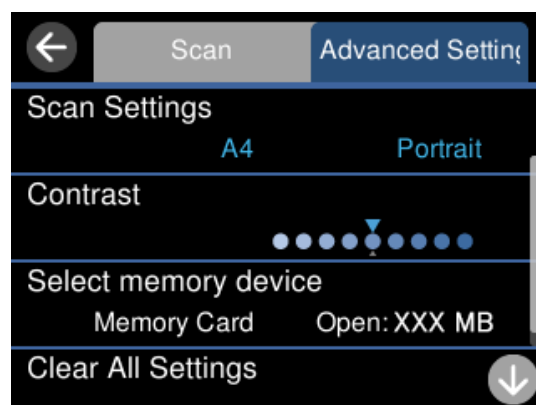 Scan
Advanced Setting
Scan Settings
A4 Portrait
Contrast
Select memory device
Memory Card Open: XXX MB
Clear All Settings